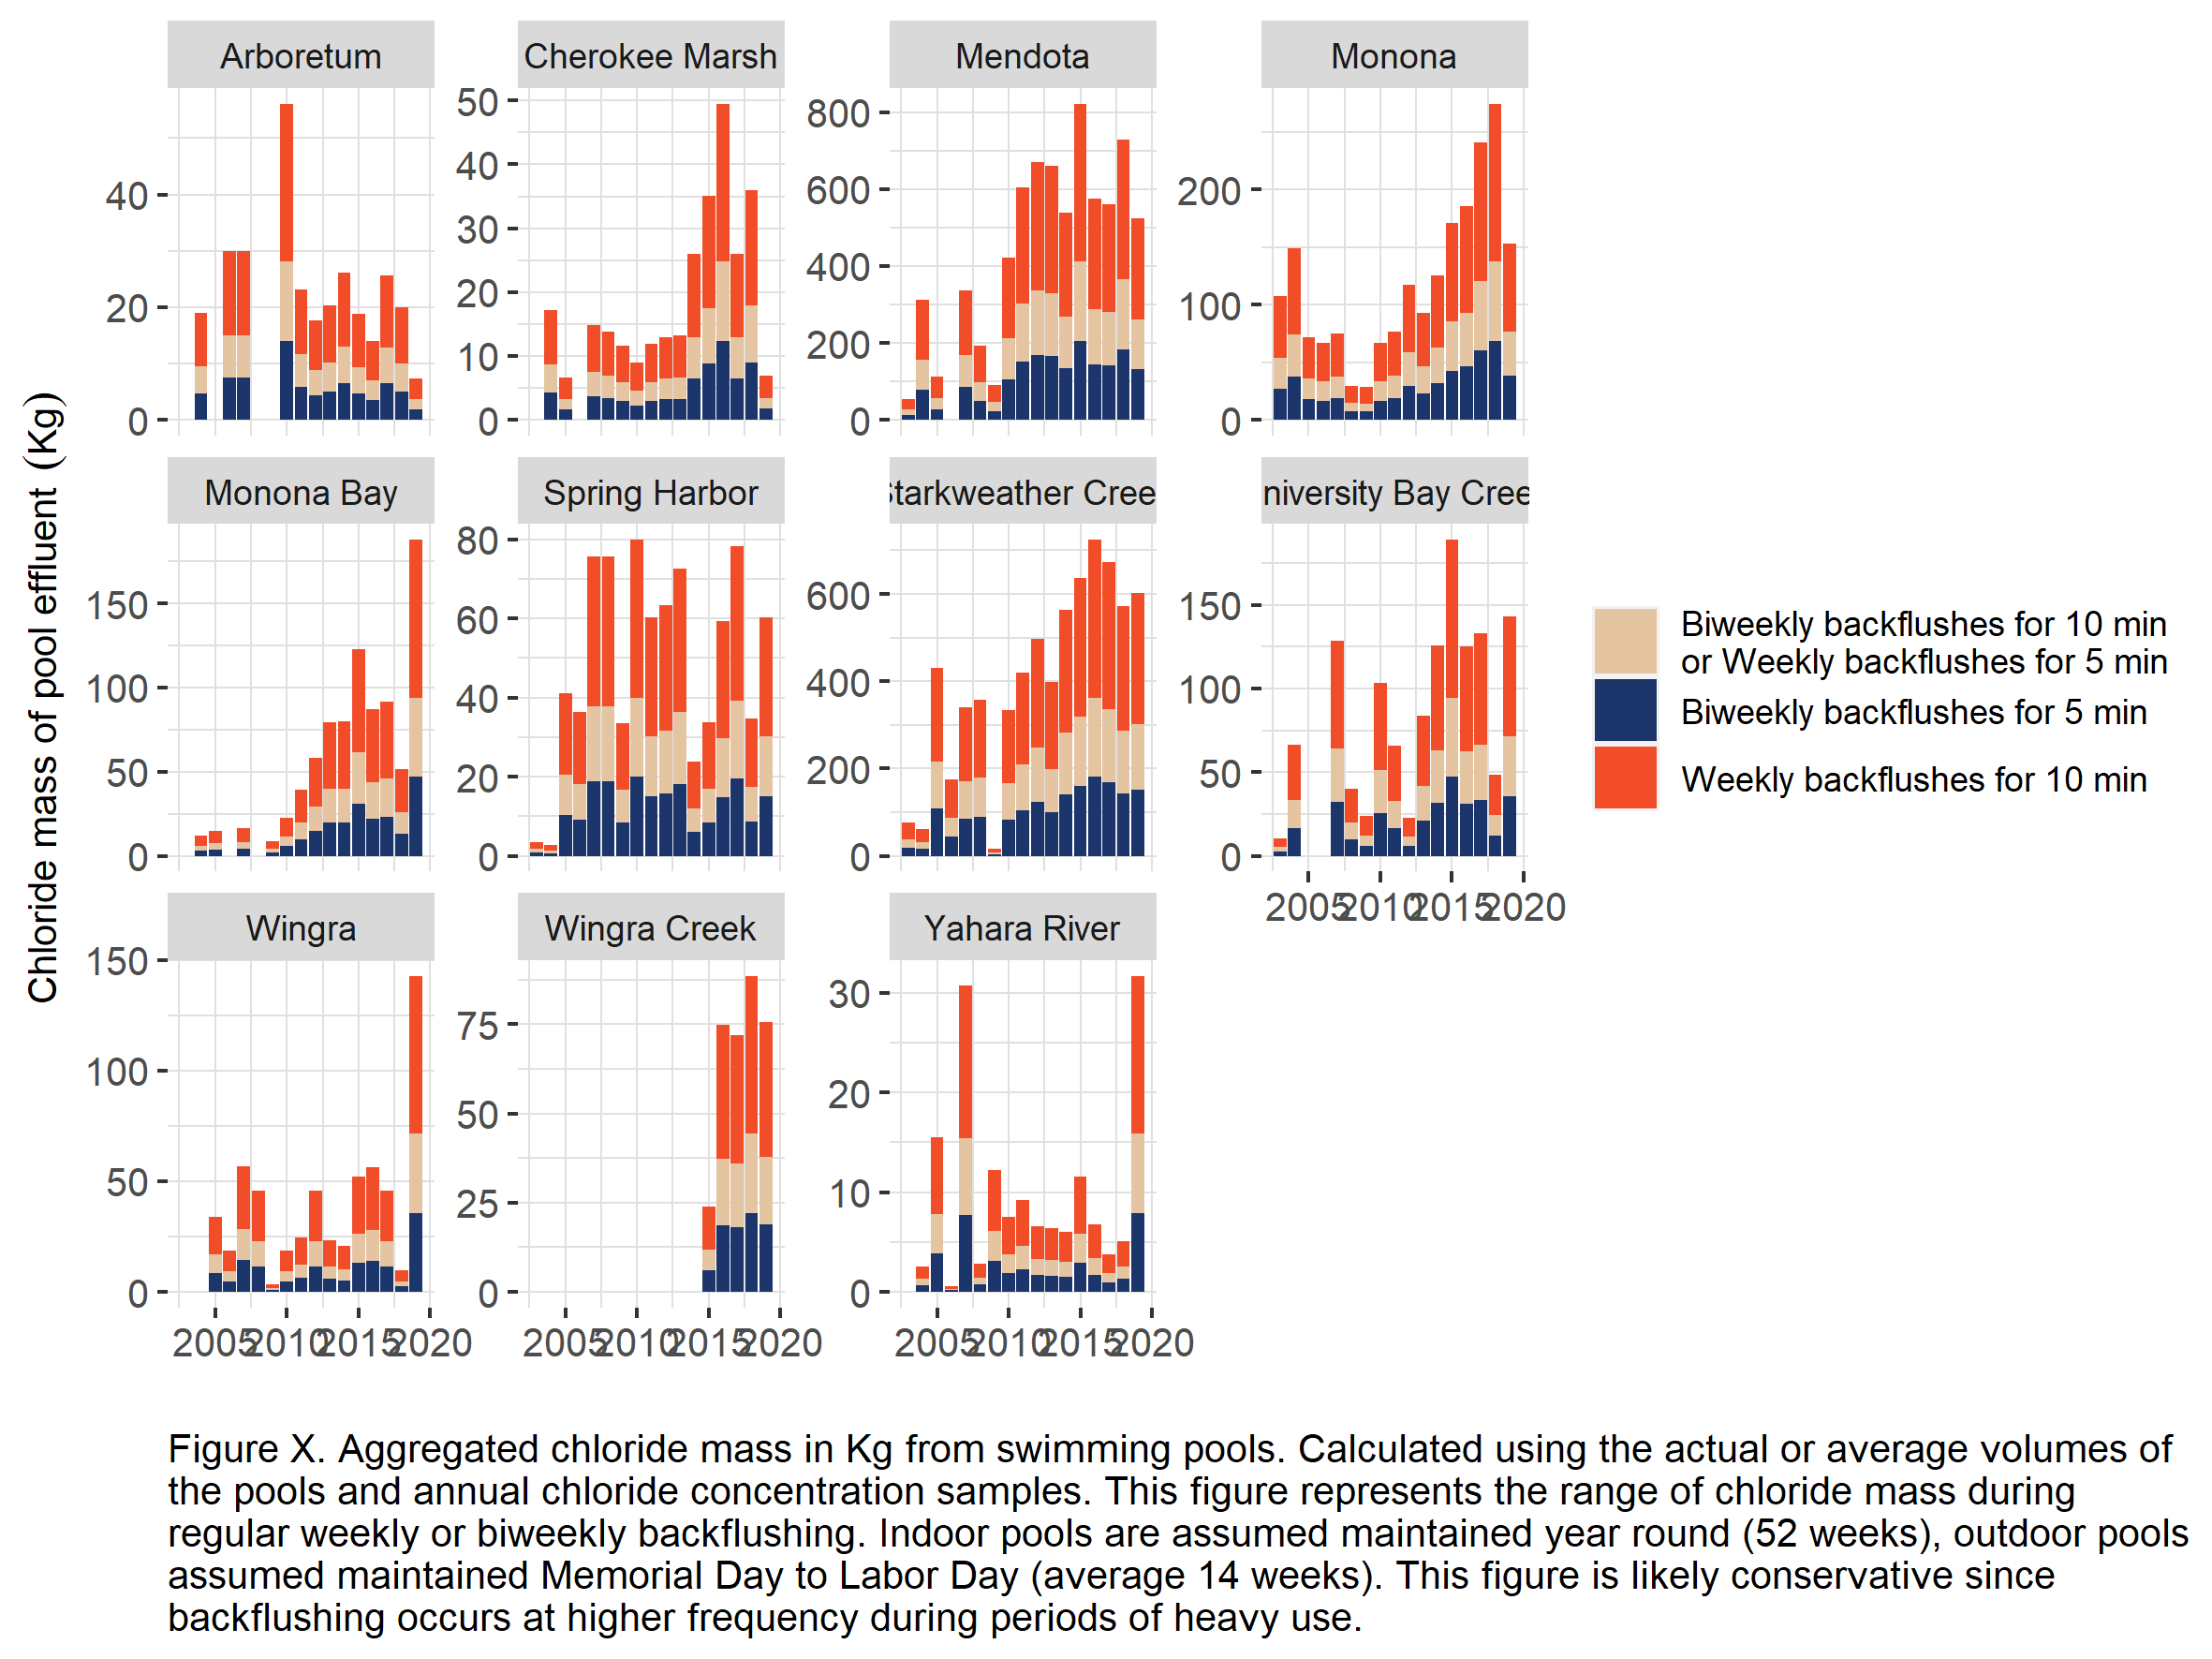 Arboretum
Cherokee Marsh
Mendota
Monona
40
20
0
50
40
30
20
10
0
800
600
400
200
0
200
100
0
Chloride mass of pool effluent (Kg)
Monona Bay
Spring Harbor
Starkweather Cree
niversity Bay Cree
150
100
50
0
80
60
40
20
0
600
400
200
0
150
100
50
0
2005 2010 2015 2020
Biweekly backflushes for 10 min
or Weekly backflushes for 5 min
Biweekly backflushes for 5 min
Weekly backflushes for 10 min
Wingra
Wingra Creek
Yahara River
150
100
50
0
75
50
25
0
30
20
10
0
2005 2010 2015 2020
2005 2010 2015 2020
2005 2010 2015 2020
Figure X. Aggregated chloride mass in Kg from swimming pools. Calculated using the actual or average volumes of
the pools and annual chloride concentration samples. This figure represents the range of chloride mass during
regular weekly or biweekly backflushing. Indoor pools are assumed maintained year round (52 weeks), outdoor pools
assumed maintained Memorial Day to Labor Day (average 14 weeks). This figure is likely conservative since
backflushing occurs at higher frequency during periods of heavy use.